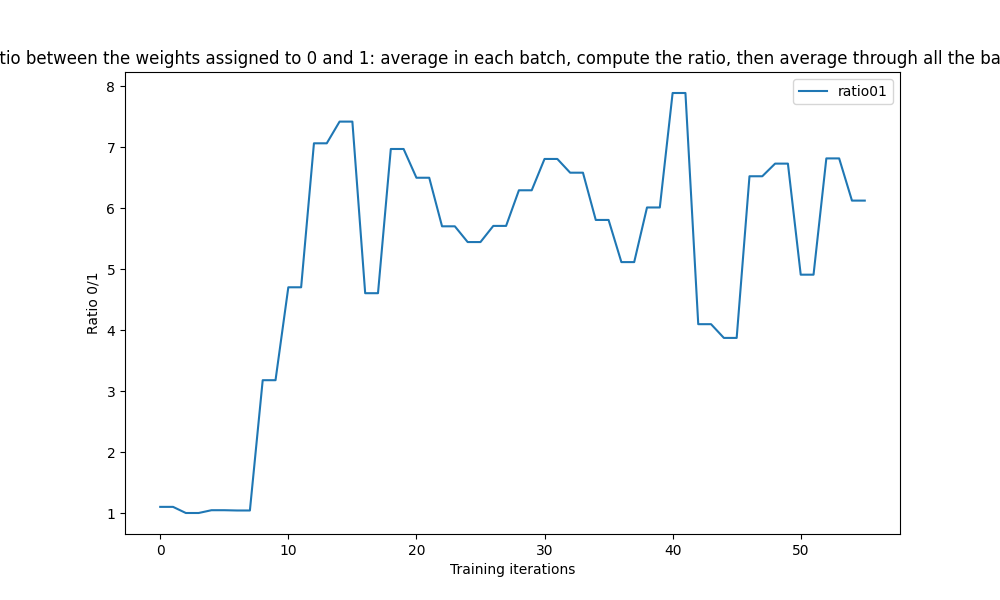 tio between the weights assigned to 0 and 1: average in each batch, compute the ratio, then average through all the ba
ratio01
8
7
6
5
4
3
2
1
Ratio 0/1
0 10 20 30 40 50
Training iterations